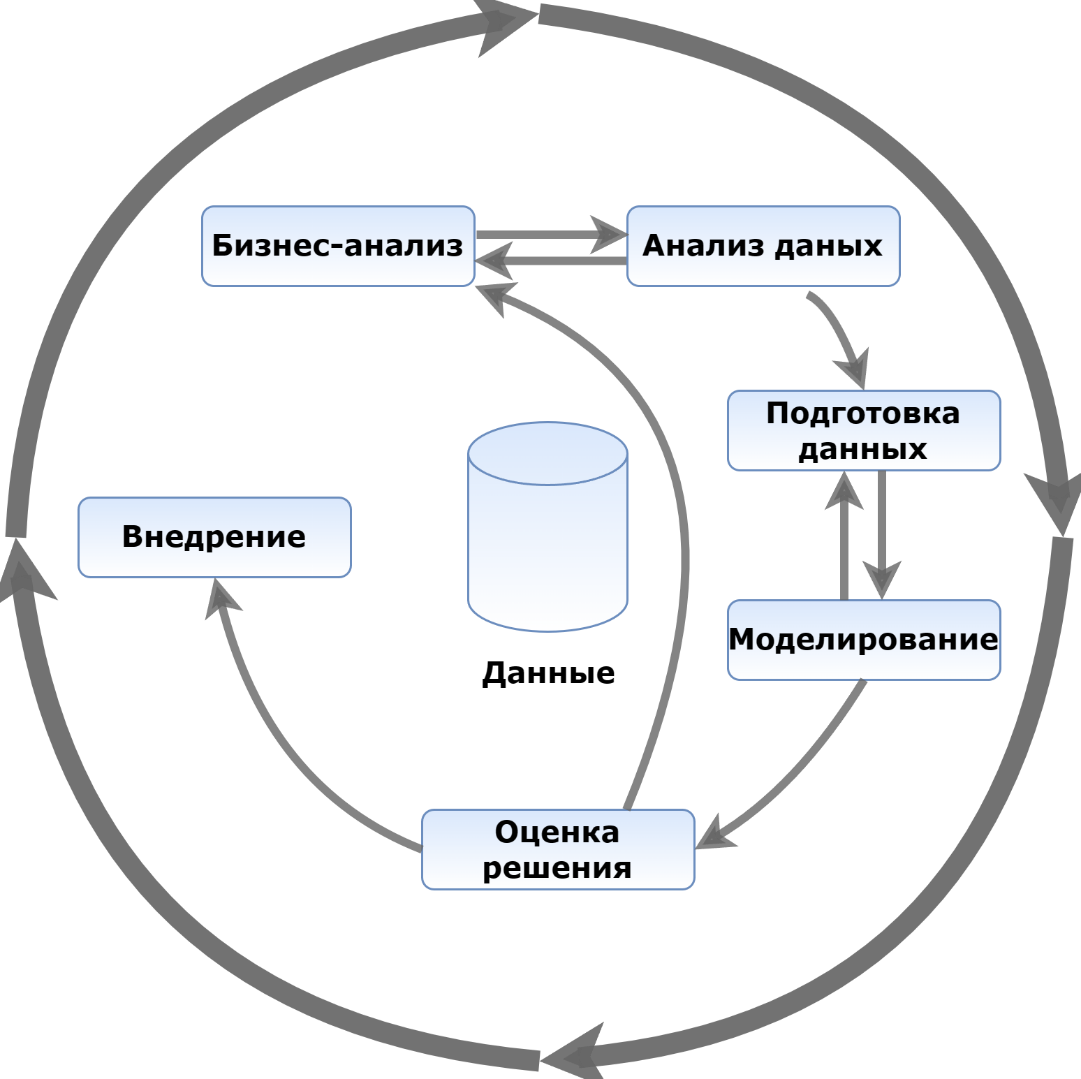 Бизнес-анализ
Анализ даных
Подготовка
данных
Внедрение
Моделирование
Данные
Оценка
решения